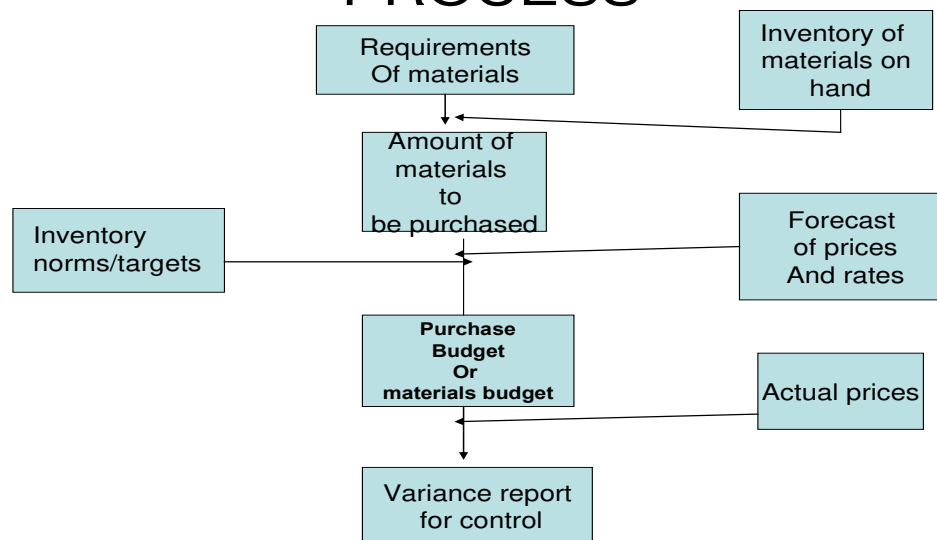 PROCESS
Requirements
Of materials
Inventory of
materials on
hand
Amount of
materials
to
be purchased
Inventory
norms/targets
Forecast
of prices
And rates
Purchase
Budget
Or
materials budget
Actual prices
Variance report
for control